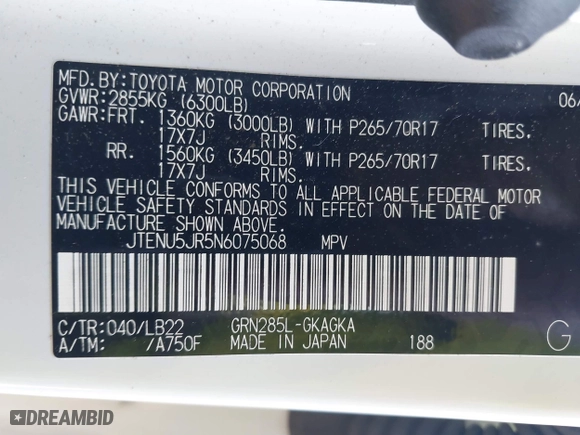 MFD.BY:TOYOTA MOTOR CORPORATION 06/
GVWR:2855KG (6300LB)
GAWR:FRT. 1360KG (3000LB) WITH P265/70R17 TIRES.
17X7J RIMS.
RR. 1560KG (3450LB) WITH P265/70R17 TIRES.
17X7J RIMS.
THIS VEHICLE CONFORMS TO ALL APPLICABLE FEDERAL MOTOR
VEHICLE SAFETY STANDARDS IN EFFECT ON THE DATE OF
MANUFACTURE SHOWN ABOVE.
JTENU5JR5N6075068 MPV
C/TR:040/LB22 GRN285L-GKAGKA
A/TM: /A750F MADE IN JAPAN 188 G
DREAMBID